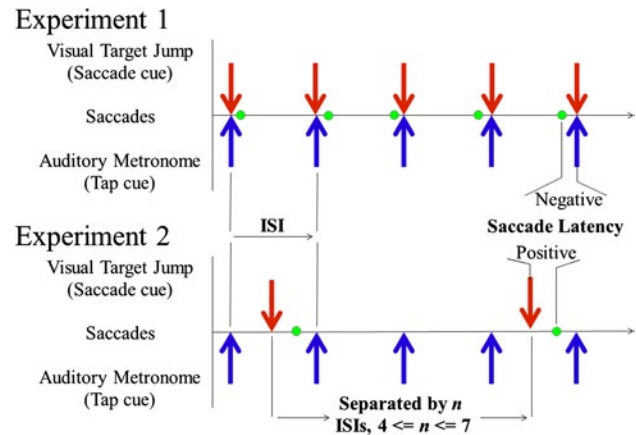 Experiment 1
Visual Target Jump
(Saccade cue)
Saccades
Auditory Metronome
(Tap cue)
Negative
ISI
Saccade Latency
Experiment 2
Positive
Visual Target Jump
(Saccade cue)
Saccades
Auditory Metronome
(Tap cue)
Separated by n
ISIs, 4 <= n <= 7